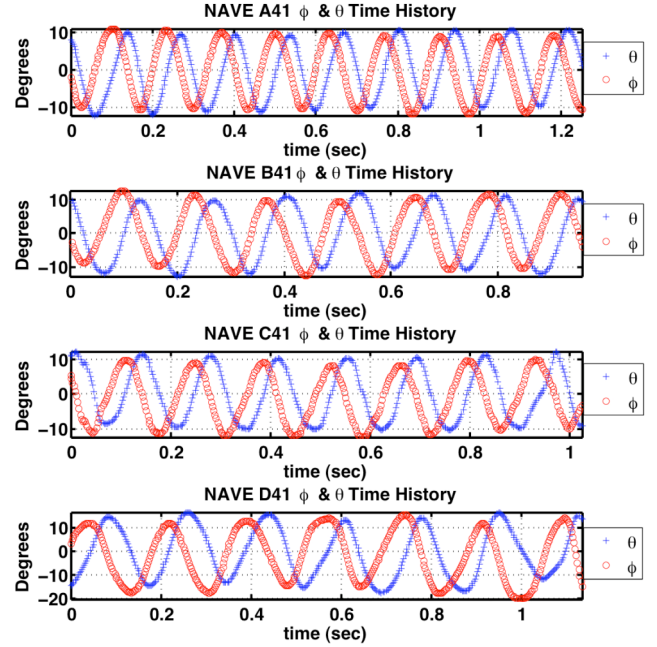 NAVE A41 ϕ & θ Time History
Degrees
10
0
−10
0 0.2 0.4 0.6 0.8 1 1.2
time (sec)
θ
ϕ
NAVE B41 ϕ & θ Time History
Degrees
10
0
−10
0 0.2 0.4 0.6 0.8
time (sec)
θ
ϕ
NAVE C41 ϕ & θ Time History
Degrees
10
0
−10
0 0.2 0.4 0.6 0.8 1
time (sec)
θ
ϕ
NAVE D41 ϕ & θ Time History
Degrees
10
0
−10
−20
0 0.2 0.4 0.6 0.8 1
time (sec)
θ
ϕ